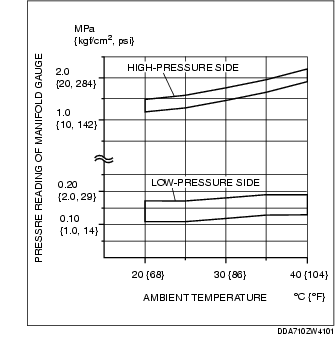 MPa
{kgf/cm², psi}
HIGH-PRESSURE SIDE
2.0
{20, 284}
1.0
{10, 142}
PRESSRE READING OF MANIFOLD GAUGE
0.20
{2.0, 29}
LOW-PRESSURE SIDE
0.10
{1.0, 14}
20 {68}
30 {86}
40 {104}
AMBIENT TEMPERATURE
°C {°F}
DDA710ZW4101